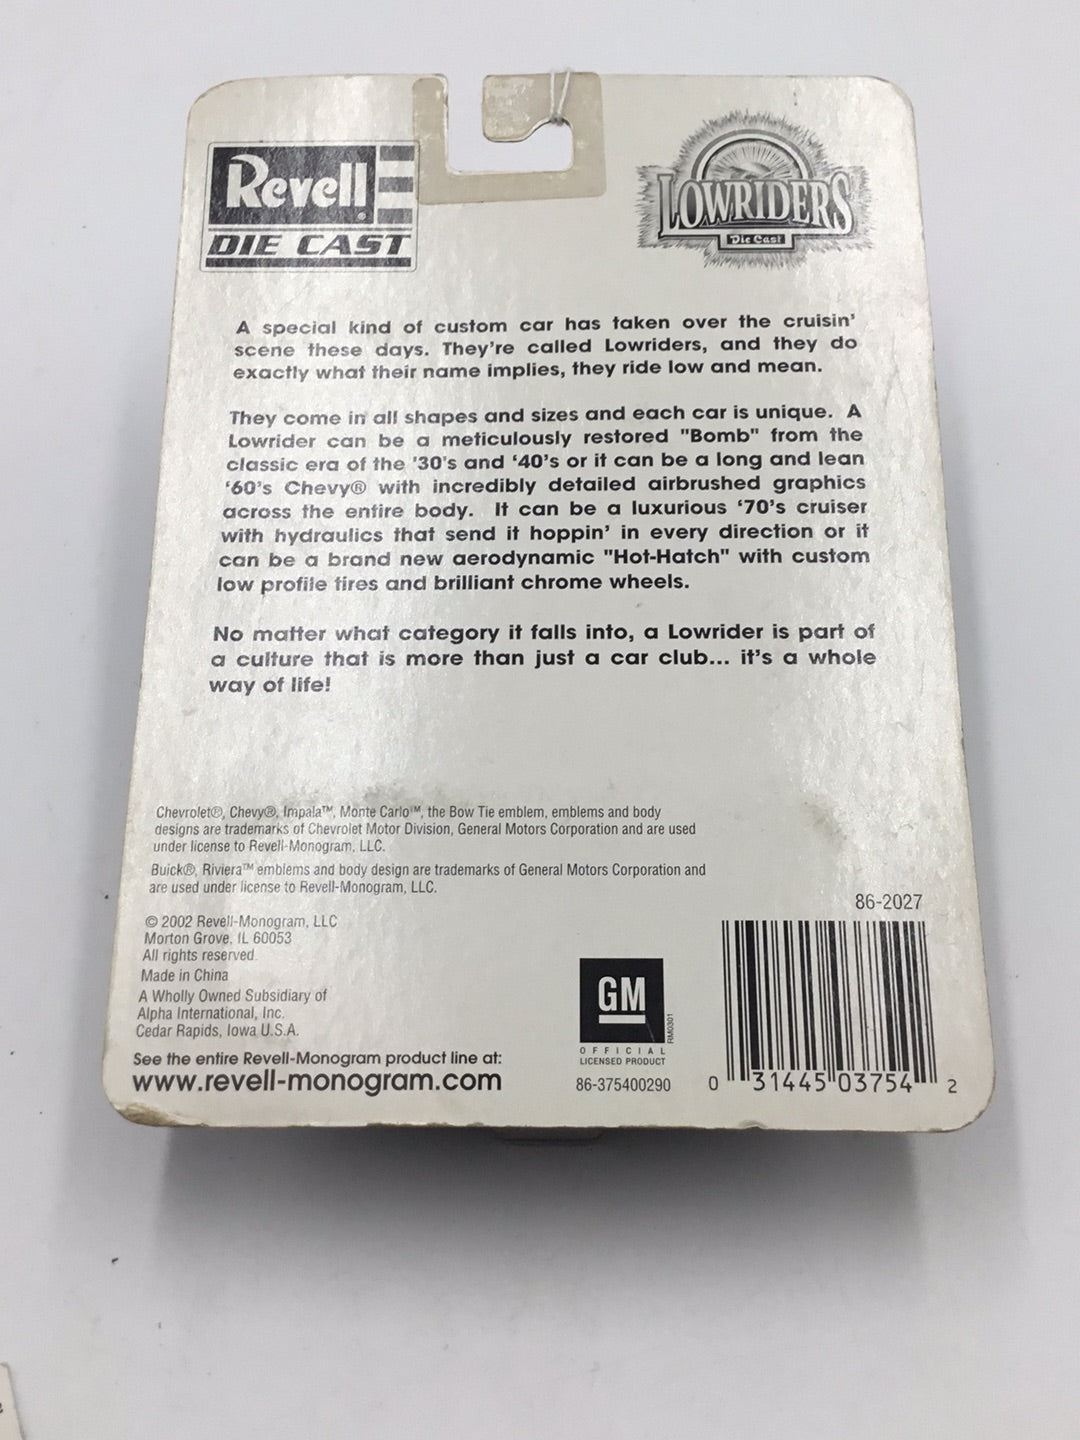 Revell®
DIE CAST
LOWRIDERS
Die Cast
A special kind of custom car has taken over the cruisin'
scene these days. They're called Lowriders, and they do
exactly what their name implies, they ride low and mean.
They come in all shapes and sizes and each car is unique. A
Lowrider can be a meticulously restored "Bomb" from the
classic era of the '30's and '40's or it can be a long and lean
'60's Chevy® with incredibly detailed airbrushed graphics
across the entire body. It can be a luxurious '70's cruiser
with hydraulics that send it hoppin' in every direction or it
can be a brand new aerodynamic "Hot-Hatch" with custom
low profile tires and brilliant chrome wheels.
No matter what category it falls into, a Lowrider is part of
a culture that is more than just a car club... it's a whole
way of life!
Chevrolet®, Chevy®, Impala™, Monte Carlo™, the Bow Tie emblem, emblems and body
designs are trademarks of Chevrolet Motor Division, General Motors Corporation and are used
under license to Revell-Monogram, LLC.
Buick®, Riviera™ emblems and body design are trademarks of General Motors Corporation and
are used under license to Revell-Monogram, LLC.
© 2002 Revell-Monogram, LLC
Morton Grove, IL 60053
All rights reserved.
Made in China
A Wholly Owned Subsidiary of
Alpha International, Inc.
Cedar Rapids, Iowa U.S.A.
See the entire Revell-Monogram product line at:
www.revell-monogram.com
GM
RM0301
OFFICIAL
LICENSED PRODUCT
86-375400290
86-2027
0 31445 03754 2